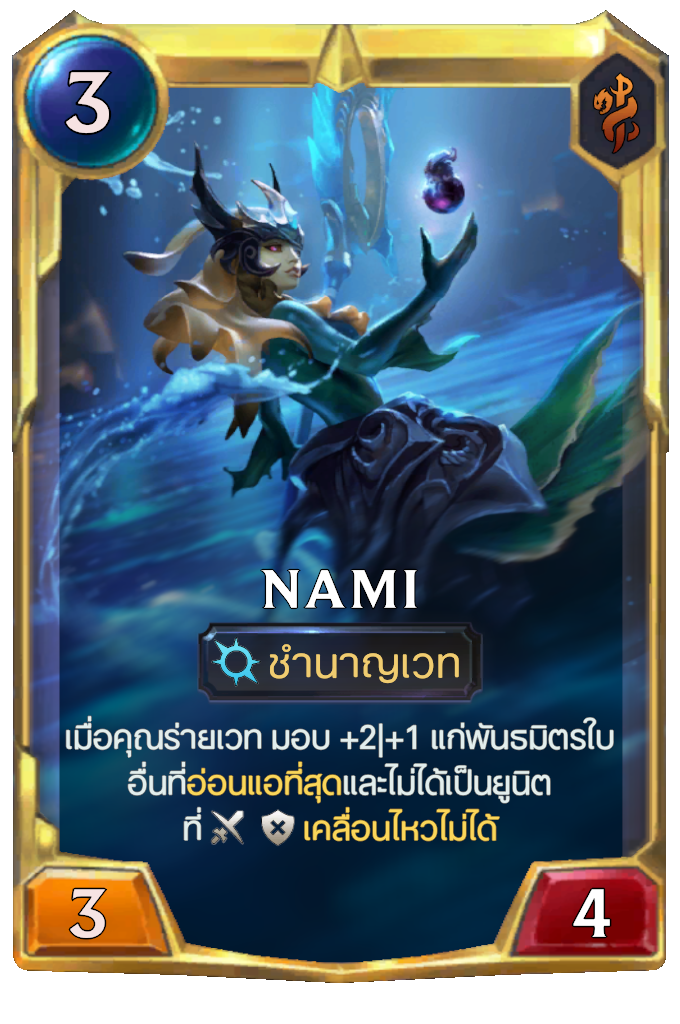 3
NAMI
ชำนาญเวท
เมื่อคุณร่ายเวท มอบ +2|+1 แก่พันธมิตรใบ
อื่นที่อ่อนแอที่สุดและไม่ได้เป็นยูนิต
ที่ เคลื่อนไหวไม่ได้
3
4